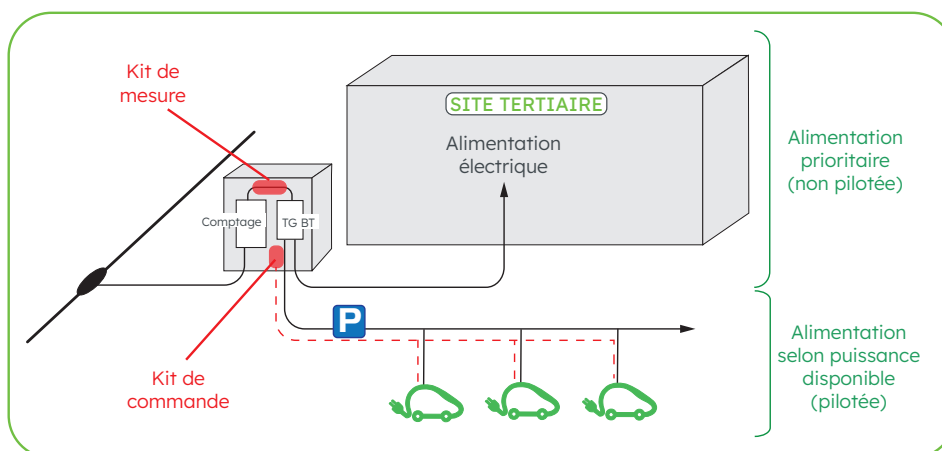 Kit de
mesure
SITE TERTIAIRE
Alimentation
électrique
Alimentation
prioritaire
(non pilotée)
Comptage
TG BT
P
Kit de
commande
Alimentation
selon puissance
disponible
(pilotée)